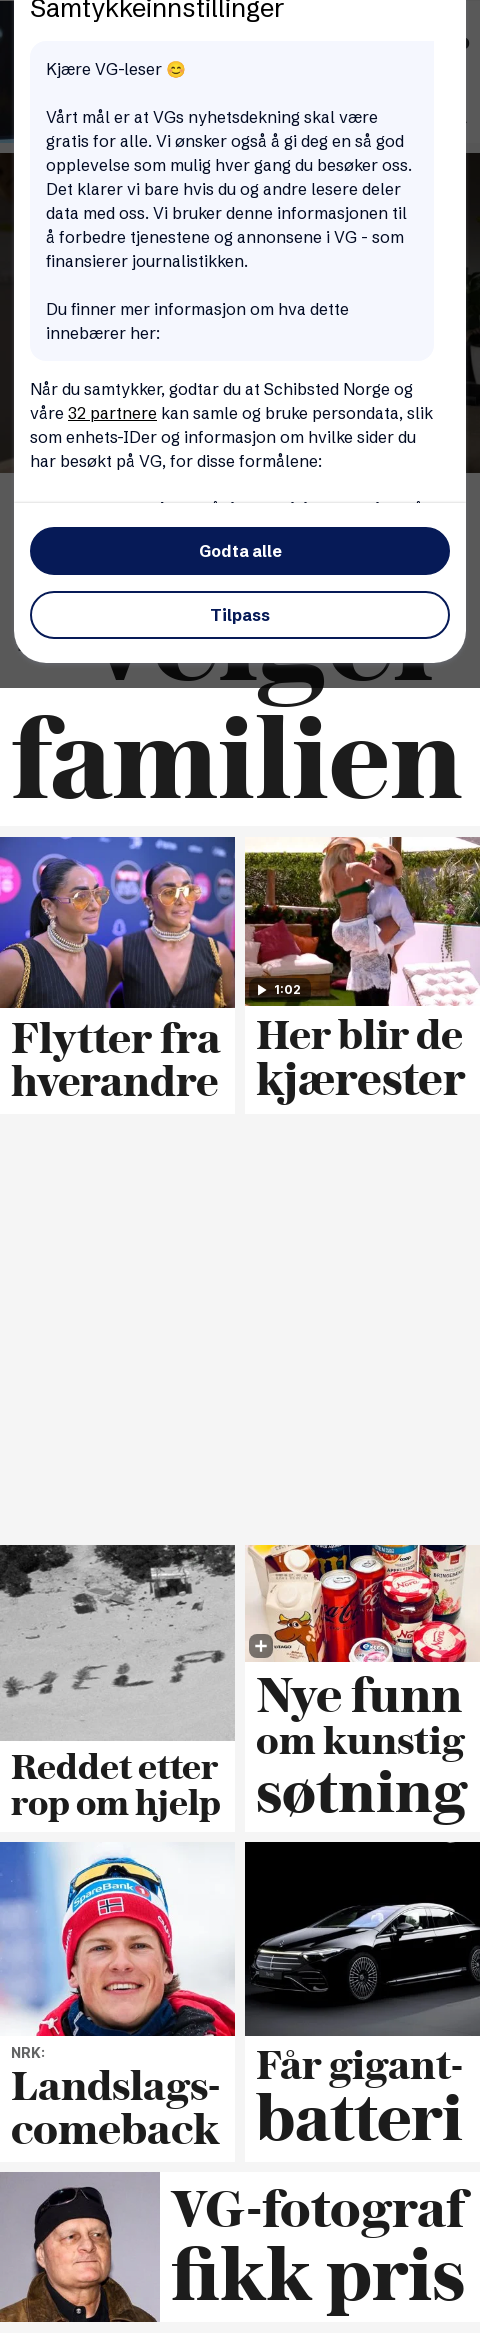 Samtykkeinnstillinger
Kjære VG-leser 😊
Vårt mål er at VGs nyhetsdekning skal være
gratis for alle. Vi ønsker også å gi deg en så god
opplevelse som mulig hver gang du besøker oss.
Det klarer vi bare hvis du og andre lesere deler
data med oss. Vi bruker denne informasjonen til
å forbedre tjenestene og annonsene i VG - som
finansierer journalistikken.
Du finner mer informasjon om hva dette
innebærer her:
Når du samtykker, godtar du at Schibsted Norge og
våre 32 partnere kan samle og bruke persondata, slik
som enhets-IDer og informasjon om hvilke sider du
har besøkt på VG, for disse formålene:
Godta alle
Tilpass
familien
1:02
Flytter fra
hverandre
Her blir de
kjærester
HELP
Reddet etter
rop om hjelp
Nye funn
om kunstig
søtning
SpareBank 1
NRK:
Landslags-
comeback
Får gigant-
batteri
VG-fotograf
fikk pris